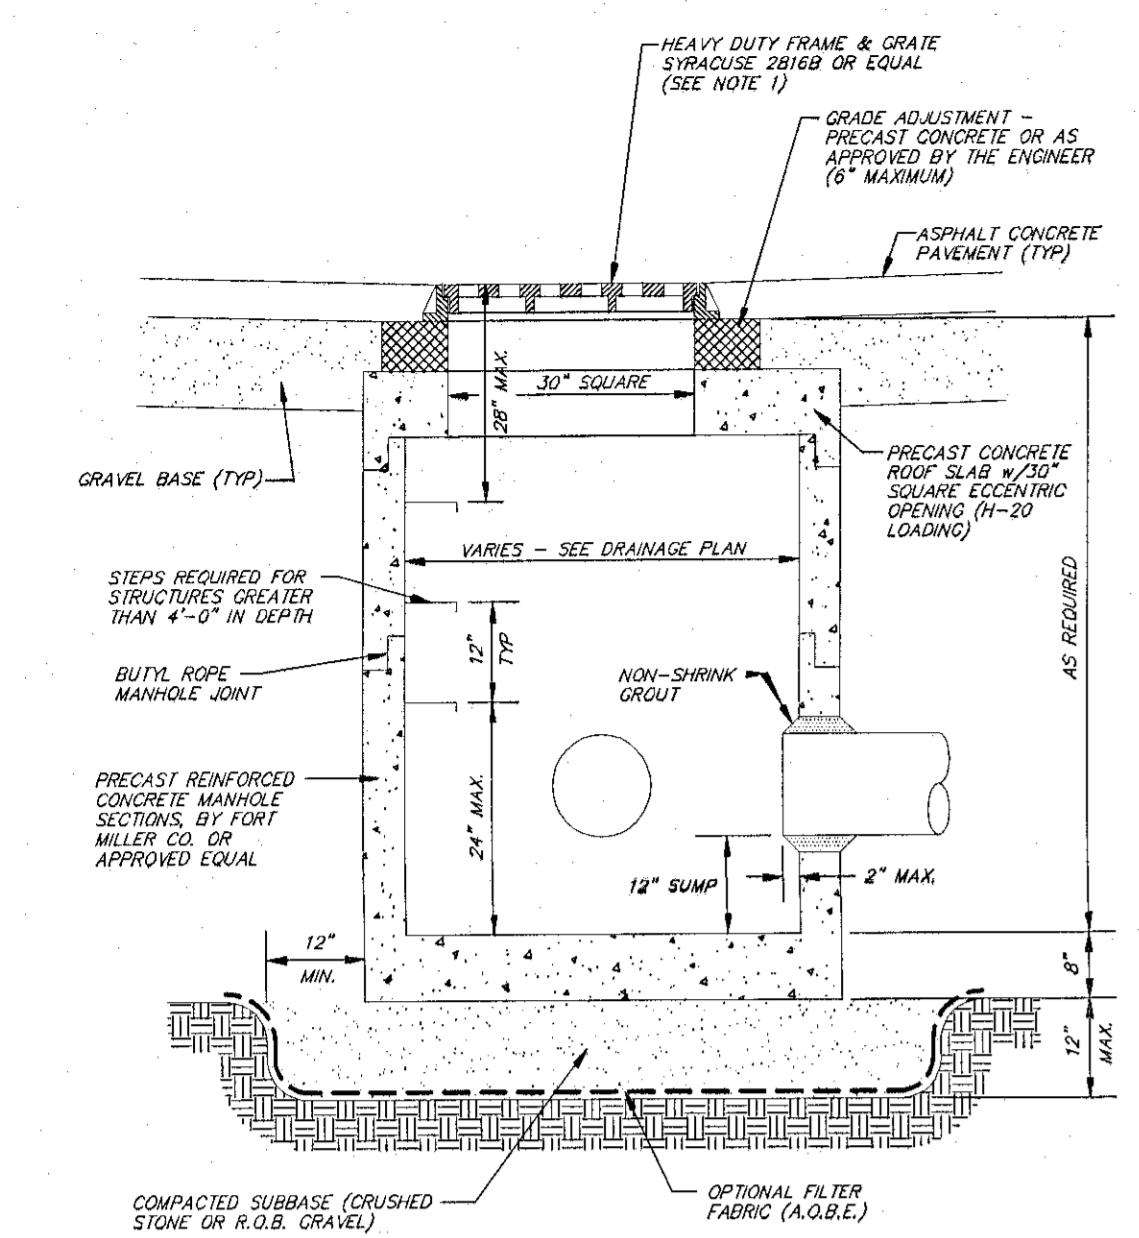 HEAVY DUTY FRAME & GRATE
SYRACUSE 2816B OR EQUAL
(SEE NOTE 1)
GRADE ADJUSTMENT -
PRECAST CONCRETE OR AS
APPROVED BY THE ENGINEER
(6" MAXIMUM)
ASPHALT CONCRETE
PAVEMENT (TYP)
28" MAX.
30" SQUARE
GRAVEL BASE (TYP)
PRECAST CONCRETE
ROOF SLAB w/30"
SQUARE ECCENTRIC
OPENING (H-20
LOADING)
VARIES - SEE DRAINAGE PLAN
STEPS REQUIRED FOR
STRUCTURES GREATER
THAN 4'-0" IN DEPTH
12"
TYP
AS REQUIRED
BUTYL ROPE
MANHOLE JOINT
NON-SHRINK
GROUT
PRECAST REINFORCED
CONCRETE MANHOLE
SECTIONS, BY FORT
MILLER CO. OR
APPROVED EQUAL
24" MAX.
12" SUMP
2" MAX.
12"
MIN.
8"
12"
MAX.
COMPACTED SUBBASE (CRUSHED
STONE OR R.O.B. GRAVEL)
OPTIONAL FILTER
FABRIC (A.O.B.E.)